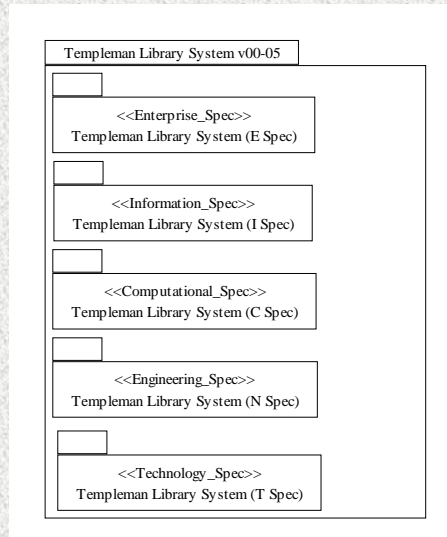 Templeman Library System v00-05
<<Enterprise_Spec>>
Templeman Library System (E Spec)
<<Information_Spec>>
Templeman Library System (I Spec)
<<Computational_Spec>>
Templeman Library System (C Spec)
<<Engineering_Spec>>
Templeman Library System (N Spec)
<<Technology_Spec>>
Templeman Library System (T Spec)